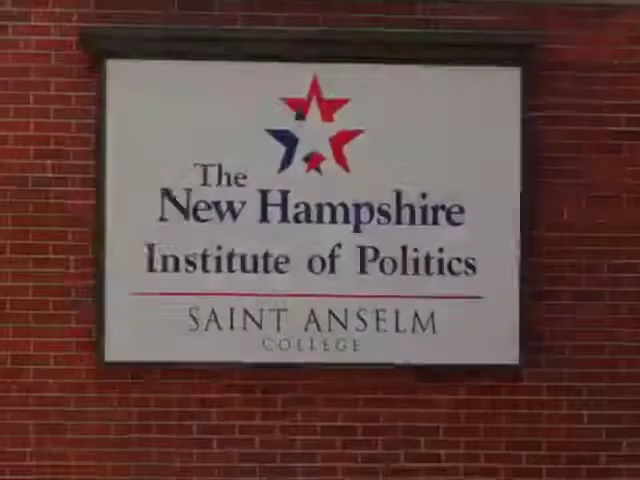 The
New Hampshire
Institute of Politics
SAINT ANSELM
COLLEGE